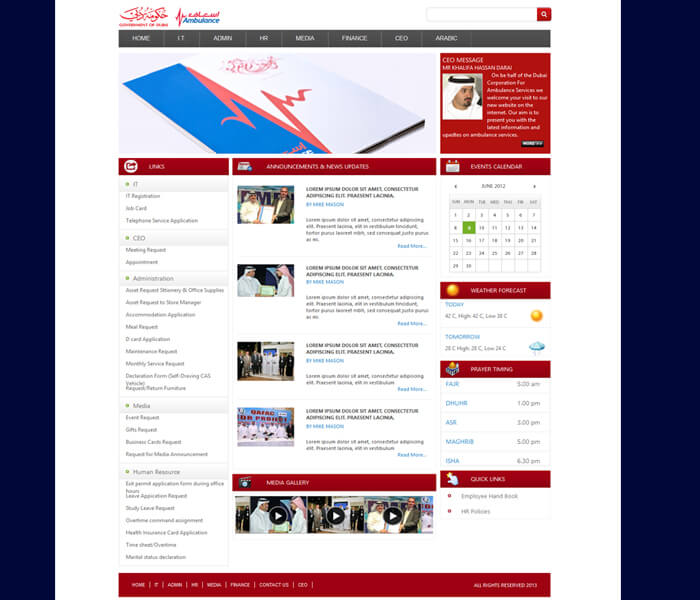 حكومة دبي
GOVERNMENT OF DUBAI
إسعاف
Ambulance
HOME I T ADMIN HR MEDIA FINANCE CEO ARABIC
CEO MESSAGE
MR KHALIFA HASSAN DARAI
On be half of the Dubai
Corporation For
Ambulance Services we
welcome your visit to our
new website on the
internet. Our aim is to
present you with the
latest information and
updtles on ambulance services.
MORE >>
LINKS
IT
IT Registration
Job Card
Telephone Service Application
CEO
Meeting Request
Appointment
Administration
Asset Request Sttionery & Office Supplies
Asset Request to Store Manager
Accommodation Application
Meal Request
D card Application
Maintenance Request
Monthly Service Request
Declaration Form (Self-Draving CAS
Vehicle)
Request/Return Furniture
Media
Event Request
Gifts Request
Business Cards Request
Request for Media Announcement
Human Resource
Exit permit application form during office
hours
Leave Application Request
Study Leave Request
Overtime command assignment
Health Insurance Card Application
Time sheet/Overtime
Marital status declaration
ANNOUNCEMENTS & NEWS UPDATES
LOREM IPSUM DOLOR SIT AMET, CONSECTETUR
ADIPISCING ELIT. PRAESENT LACINIA,
BY MIKE MASON
Lorem ipsum dolor sit amet, consectetur adipiscing
elit. Praesent lacinia, elit in vestibulum tincidunt,
tortor purus laoreet nibh, sed consequat justo purus
ac mi.
Read More...
LOREM IPSUM DOLOR SIT AMET, CONSECTETUR
ADIPISCING ELIT. PRAESENT LACINIA,
BY MIKE MASON
Lorem ipsum dolor sit amet, consectetur adipiscing
elit. Praesent lacinia, elit in vestibulum tincidunt,
tortor purus laoreet nibh, sed consequat justo purus
ac mi.
Read More...
LOREM IPSUM DOLOR SIT AMET, CONSECTETUR
ADIPISCING ELIT. PRAESENT LACINIA,
BY MIKE MASON
Lorem ipsum dolor sit amet, consectetur adipiscing
elit. Praesent lacinia, elit in vestibulum
Read More...
LOREM IPSUM DOLOR SIT AMET, CONSECTETUR
ADIPISCING ELIT. PRAESENT LACINIA,
BY MIKE MASON
Lorem ipsum dolor sit amet, consectetur adipiscing
elit. Praesent lacinia, elit in vestibulum
Read More...
MEDIA GALLERY
EVENTS CALENDAR
JUNE 2012
SUN MON TUE WED THU FRI SAT
1 2 3 4 5 6 7
8 9 10 11 12 13 14
15 16 17 18 19 20 21
22 23 24 25 26 27 28
29 30
WEATHER FORECAST
TODAY
42 C, High: 42 C, Low 38 C
TOMORROW
28 C High: 28 C, Low 24 C
PRAYER TIMING
FAJR 5.00 am
DHUHR 1.00 pm
ASR 3.00 pm
MAGHRIB 5.00 pm
ISHA 6.30 pm
QUICK LINKS
Employee Hand Book
HR Policies
HOME | IT | ADMIN | HR | MEDIA | FINANCE | CONTACT US | CEO |
ALL RIGHTS RESERVED 2013